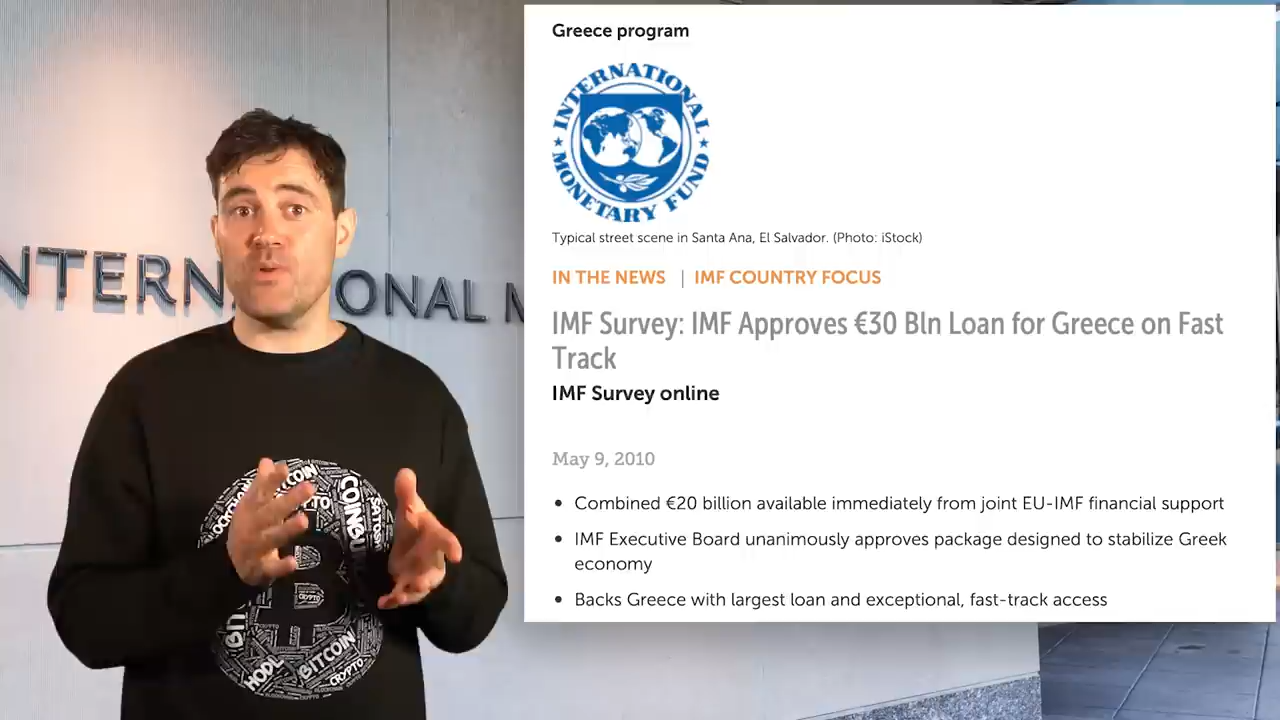 Greece program
INTERNATIONAL
MONETARY FUND
Typical street scene in Santa Ana, El Salvador. (Photo: iStock)
IN THE NEWS | IMF COUNTRY FOCUS
IMF Survey: IMF Approves €30 Bln Loan for Greece on Fast
Track
IMF Survey online
May 9, 2010
• Combined €20 billion available immediately from joint EU-IMF financial support
• IMF Executive Board unanimously approves package designed to stabilize Greek
economy
• Backs Greece with largest loan and exceptional, fast-track access
NTERN ONAL M
BITCOIN
HODL
BITCOIN
CRYPTO